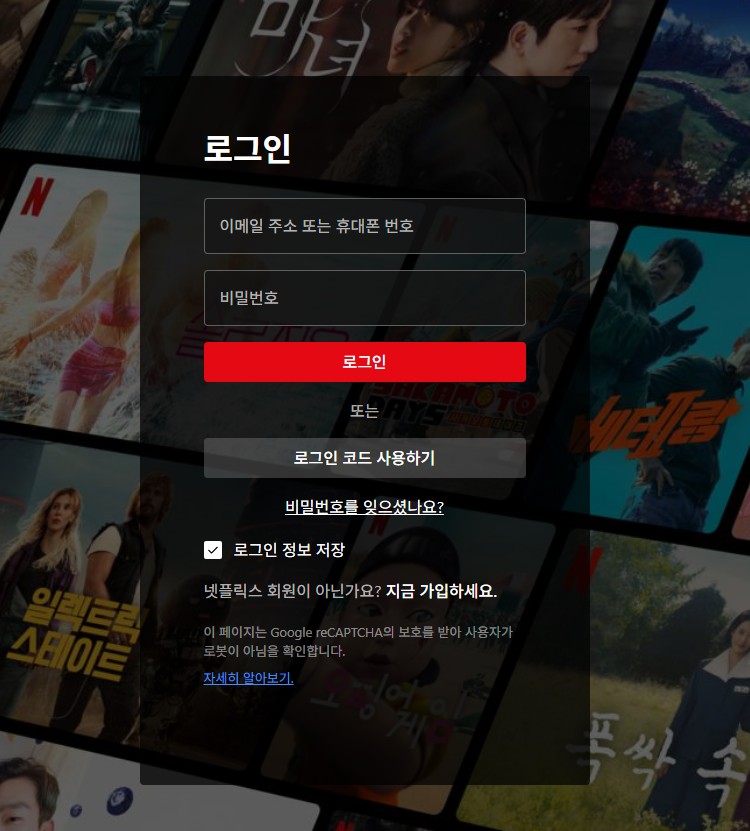 마녀
로그인
N
이메일 주소 또는 휴대폰 번호
N
비밀번호
솔로지옥
로그인
SAKAMOTO
DAYS
또는
베테랑
로그인 코드 사용하기
비밀번호를 잊으셨나요?
N
로그인 정보 저장
N
넷플릭스 회원이 아닌가요? 지금 가입하세요.
일렉트릭
스테이트
이 페이지는 Google reCAPTCHA의 보호를 받아 사용자가
로봇이 아님을 확인합니다.
자세히 알아보기.
오징어 게임
폭싹 속